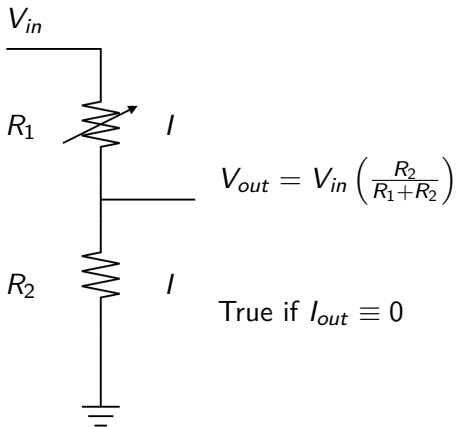 V_in
R_1 I
V_out = V_in (R_2 / (R_1+R_2))
R_2 I
True if I_out ≡ 0